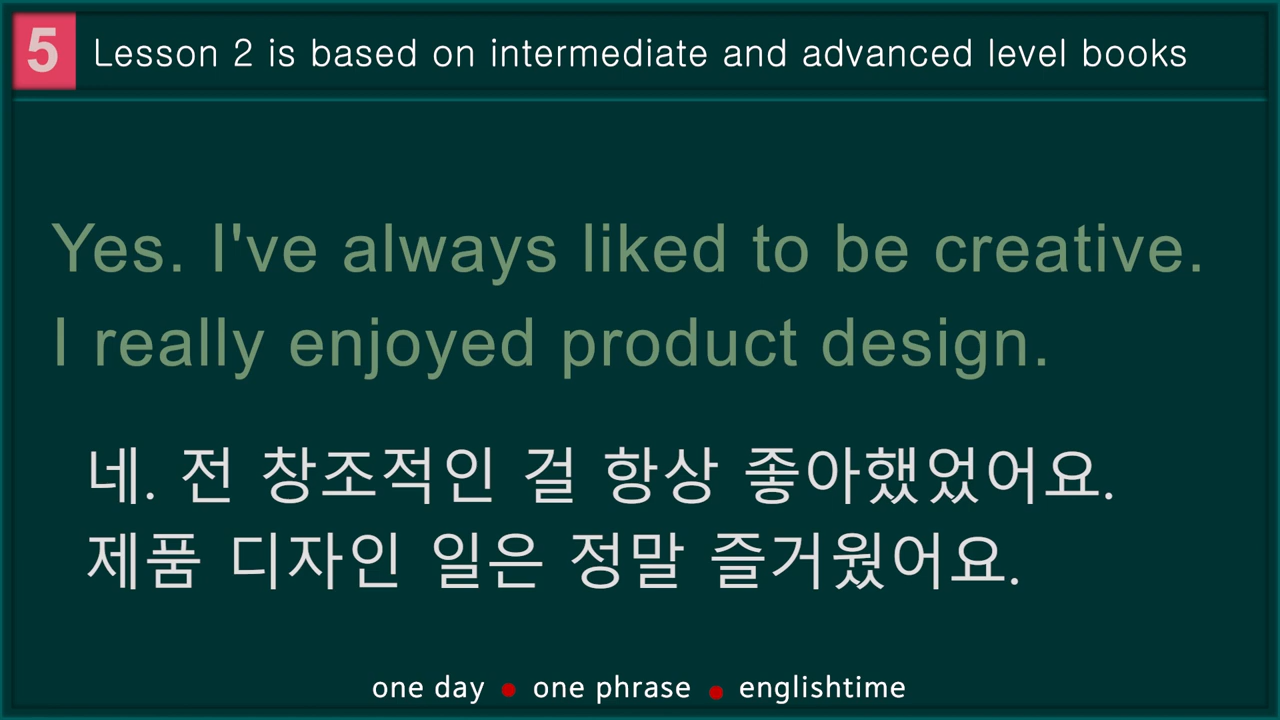 5 Lesson 2 is based on intermediate and advanced level books
Yes. I've always liked to be creative.
I really enjoyed product design.
네. 전 창조적인 걸 항상 좋아했었어요.
제품 디자인 일은 정말 즐거웠어요.
one day ● one phrase ● englishtime